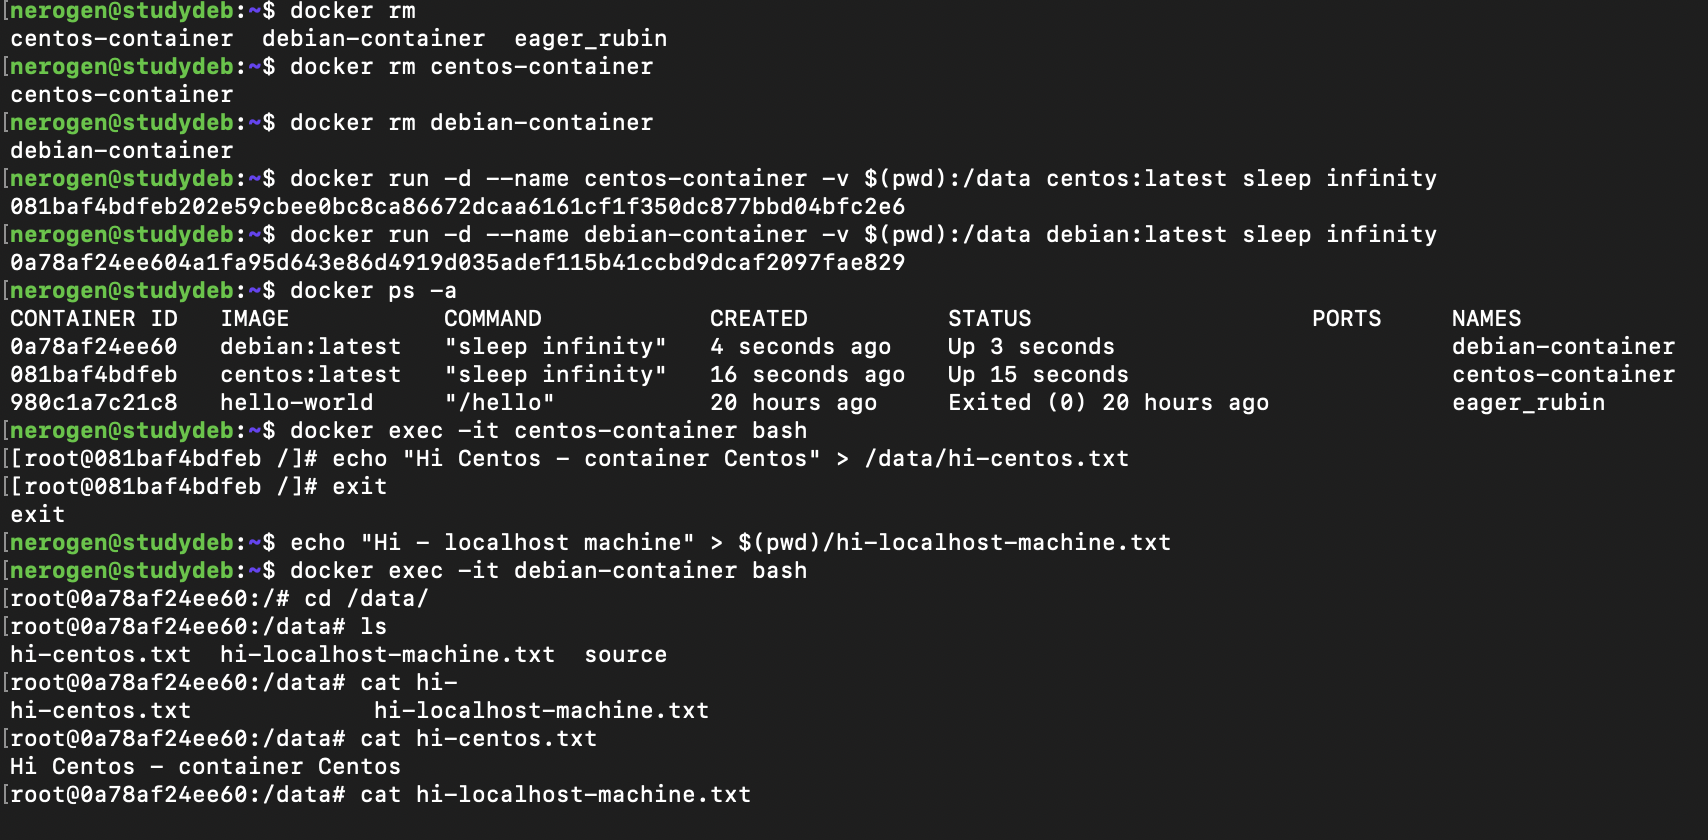 [nerogen@studydeb:~$ docker rm
centos-container  debian-container  eager_rubin
[nerogen@studydeb:~$ docker rm centos-container
centos-container
[nerogen@studydeb:~$ docker rm debian-container
debian-container
[nerogen@studydeb:~$ docker run -d --name centos-container -v $(pwd):/data centos:latest sleep infinity
081baf4bdfeb202e59cbee0bc8ca86672dcaa6161cf1f350dc877bbd04bfc2e6
[nerogen@studydeb:~$ docker run -d --name debian-container -v $(pwd):/data debian:latest sleep infinity
0a78af24ee604a1fa95d643e86d4919d035adef115b41ccbd9dcaf2097fae829
[nerogen@studydeb:~$ docker ps -a
CONTAINER ID   IMAGE           COMMAND            CREATED          STATUS                    PORTS     NAMES
0a78af24ee60   debian:latest   "sleep infinity"   4 seconds ago    Up 3 seconds                        debian-container
081baf4bdfeb   centos:latest   "sleep infinity"   16 seconds ago   Up 15 seconds                       centos-container
980c1a7c21c8   hello-world     "/hello"           20 hours ago     Exited (0) 20 hours ago             eager_rubin
[nerogen@studydeb:~$ docker exec -it centos-container bash
[[root@081baf4bdfeb /]# echo "Hi Centos - container Centos" > /data/hi-centos.txt
[[root@081baf4bdfeb /]# exit
exit
[nerogen@studydeb:~$ echo "Hi - localhost machine" > $(pwd)/hi-localhost-machine.txt
[nerogen@studydeb:~$ docker exec -it debian-container bash
[root@0a78af24ee60:/# cd /data/
[root@0a78af24ee60:/data# ls
hi-centos.txt  hi-localhost-machine.txt  source
[root@0a78af24ee60:/data# cat hi-
hi-centos.txt             hi-localhost-machine.txt
[root@0a78af24ee60:/data# cat hi-centos.txt
Hi Centos - container Centos
[root@0a78af24ee60:/data# cat hi-localhost-machine.txt